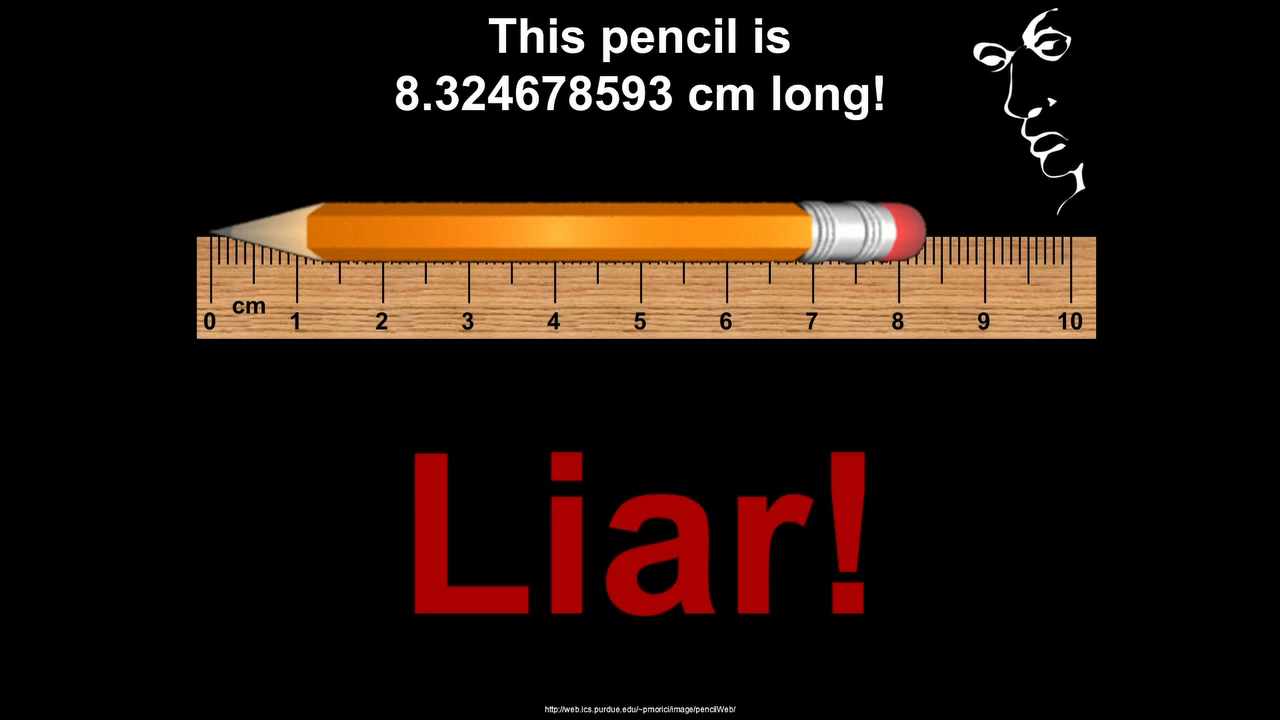 This pencil is
8.324678593 cm long!
Liar
cm
0 1 2 3 4 5 6 7 8 9 10
Liar!
http://web.ics.purdue.edu/~pmorici/image/pencilWeb/